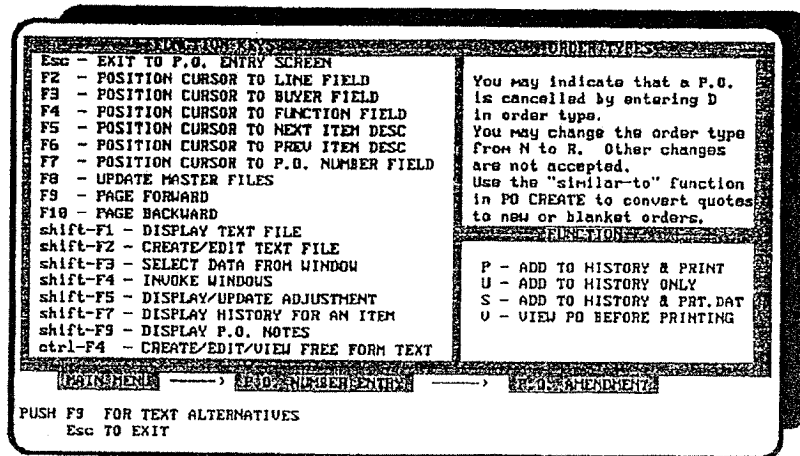 FUNCTION KEYS
Esc - EXIT TO P.O. ENTRY SCREEN
F2 - POSITION CURSOR TO LINE FIELD
F3 - POSITION CURSOR TO BUYER FIELD
F4 - POSITION CURSOR TO FUNCTION FIELD
F5 - POSITION CURSOR TO NEXT ITEM DESC
F6 - POSITION CURSOR TO PREV ITEM DESC
F7 - POSITION CURSOR TO P.O. NUMBER FIELD
F8 - UPDATE MASTER FILES
F9 - PAGE FORWARD
F10 - PAGE BACKWARD
shift-F1 - DISPLAY TEXT FILE
shift-F2 - CREATE/EDIT TEXT FILE
shift-F3 - SELECT DATA FROM WINDOW
shift-F4 - INVOKE WINDOWS
shift-F5 - DISPLAY/UPDATE ADJUSTMENT
shift-F7 - DISPLAY HISTORY FOR AN ITEM
shift-F9 - DISPLAY P.O. NOTES
ctrl-F4 - CREATE/EDIT/VIEW FREE FORM TEXT
ORDER TYPES
You may indicate that a P.O.
is cancelled by entering D
in order type.
You may change the order type
from N to R. Other changes
are not accepted.
Use the "similar-to" function
in PO CREATE to convert quotes
to new or blanket orders.
FUNCTION
P - ADD TO HISTORY & PRINT
U - ADD TO HISTORY ONLY
S - ADD TO HISTORY & PRT.DAT
V - VIEW PO BEFORE PRINTING
MAIN MENU → P.O. NUMBER ENTRY → P.O. AMENDMENT
PUSH F9 FOR TEXT ALTERNATIVES
Esc TO EXIT